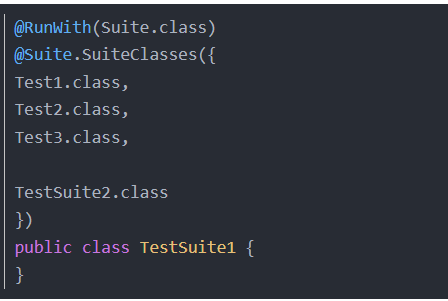 @RunWith(Suite.class)
@Suite.SuiteClasses({
Test1.class,
Test2.class,
Test3.class,
TestSuite2.class
})
public class TestSuite1 {
}